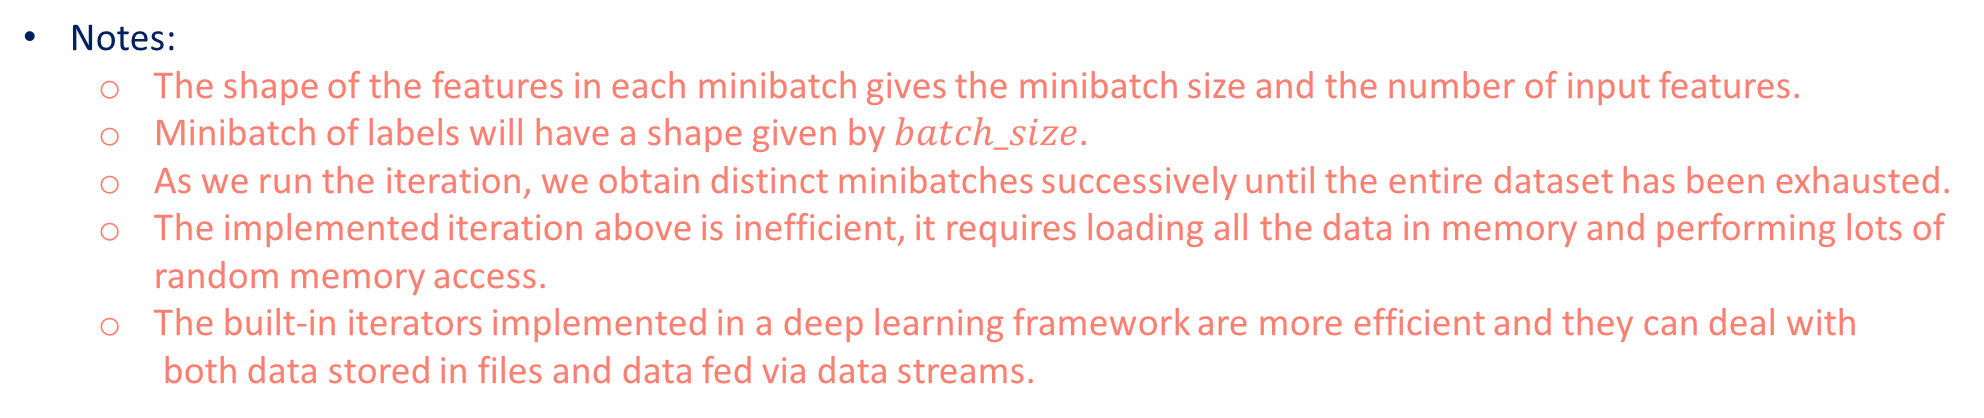 • Notes:
○ The shape of the features in each minibatch gives the minibatch size and the number of input features.
○ Minibatch of labels will have a shape given by batch_size.
○ As we run the iteration, we obtain distinct minibatches successively until the entire dataset has been exhausted.
○ The implemented iteration above is inefficient, it requires loading all the data in memory and performing lots of
random memory access.
○ The built-in iterators implemented in a deep learning framework are more efficient and they can deal with
both data stored in files and data fed via data streams.